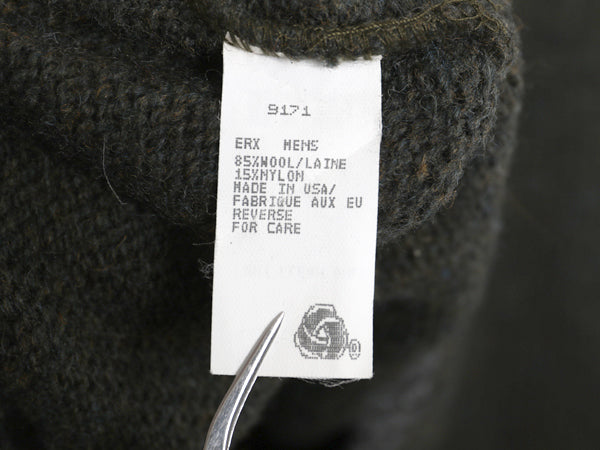 9171
ERX MENS
85%WOOL/LAINE
15%NYLON
MADE IN USA/
FABRIQUE AUX EU
REVERSE
FOR CARE
®